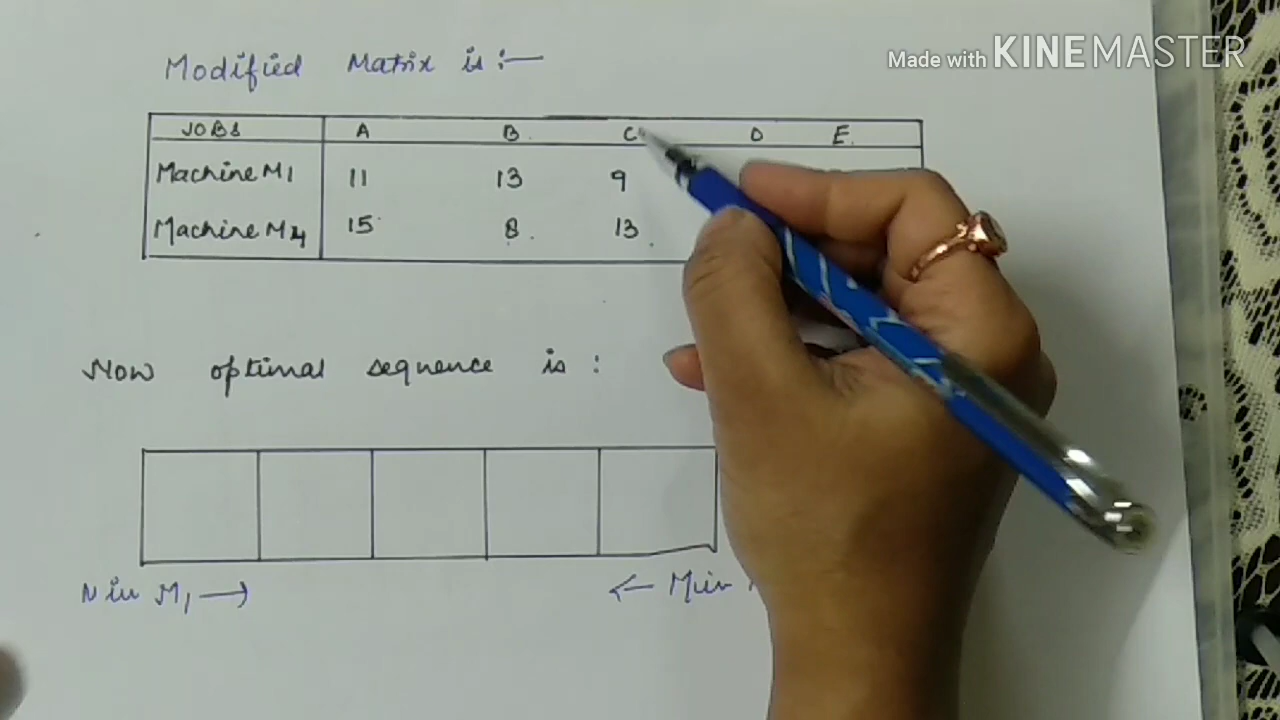 Made with KINEMASTER
Modified Matrix is :—
JOBS A B C D E
Machine M1 11 13 9
Machine M4 15 8 13
Now optimal sequence is :
Min M1 → ← Min